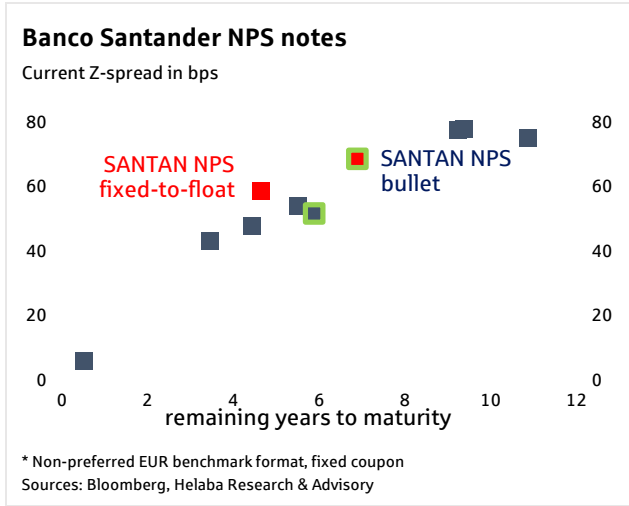 Banco Santander NPS notes
Current Z-spread in bps
80 80
SANTAN NPS
fixed-to-float
SANTAN NPS
bullet
60 60
40 40
20 20
0 0
0 2 4 6 8 10 12
remaining years to maturity
* Non-preferred EUR benchmark format, fixed coupon
Sources: Bloomberg, Helaba Research & Advisory